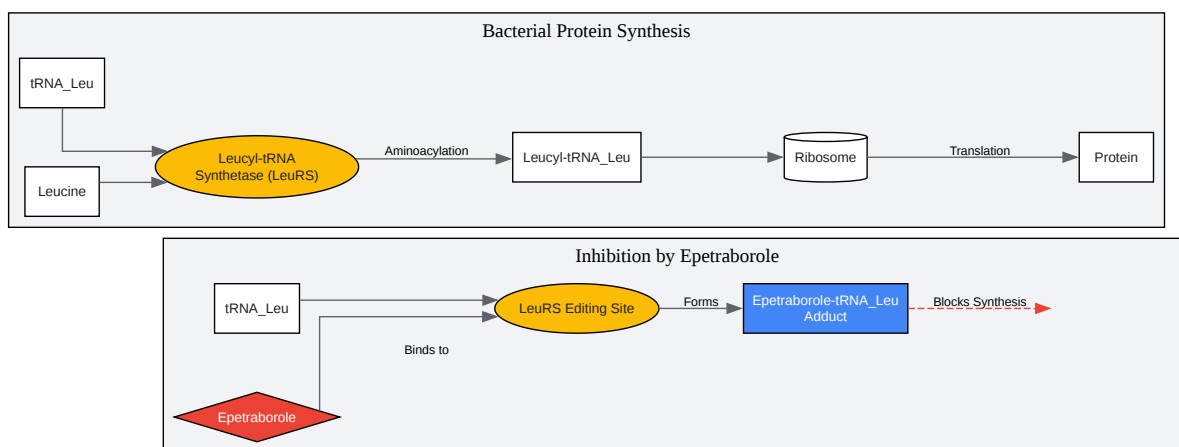 Bacterial Protein Synthesis
tRNA_Leu
Leucine
Leucyl-tRNA
Synthetase (LeuRS)
Aminoacylation
Leucyl-tRNA_Leu
Ribosome
Translation
Protein
Inhibition by Epetraborole
tRNA_Leu
Epetraborole
Binds to
LeuRS Editing Site
Forms
Epetraborole-tRNA_Leu
Adduct
Blocks Synthesis